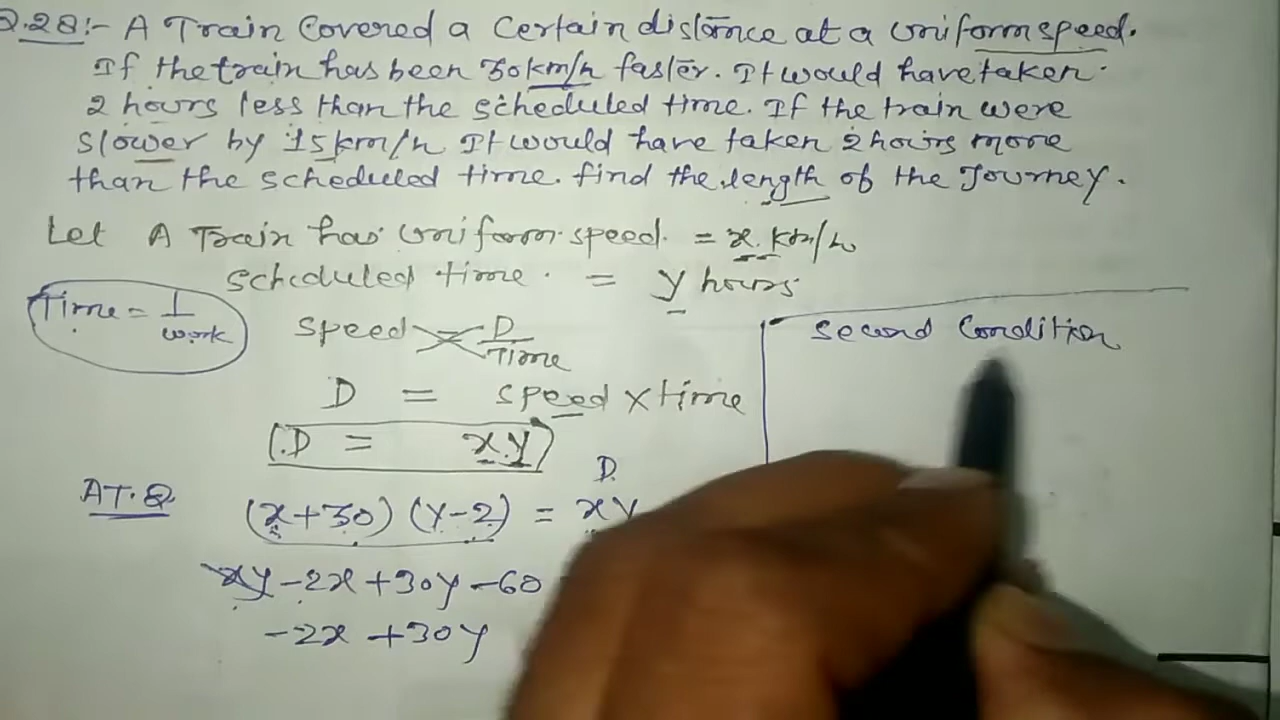 Q.28:- A Train Covered a Certain distance at a Uniform speed.
If the train has been 30km/h faster. It would have taken
2 hours less than the scheduled time. If the train were
slower by 15km/h It would have taken 2 hours more
than the scheduled time. find the length of the Journey.
Let A Train has Uniform speed. = x. km/h
scheduled time. = y hours.
Time = 1/work
speed = D/Time
D = speed × time
D = x.y
AT.Q
D
(x+30) (y-2) = xy
xy -2x +30y -60
-2x +30y
second Condition